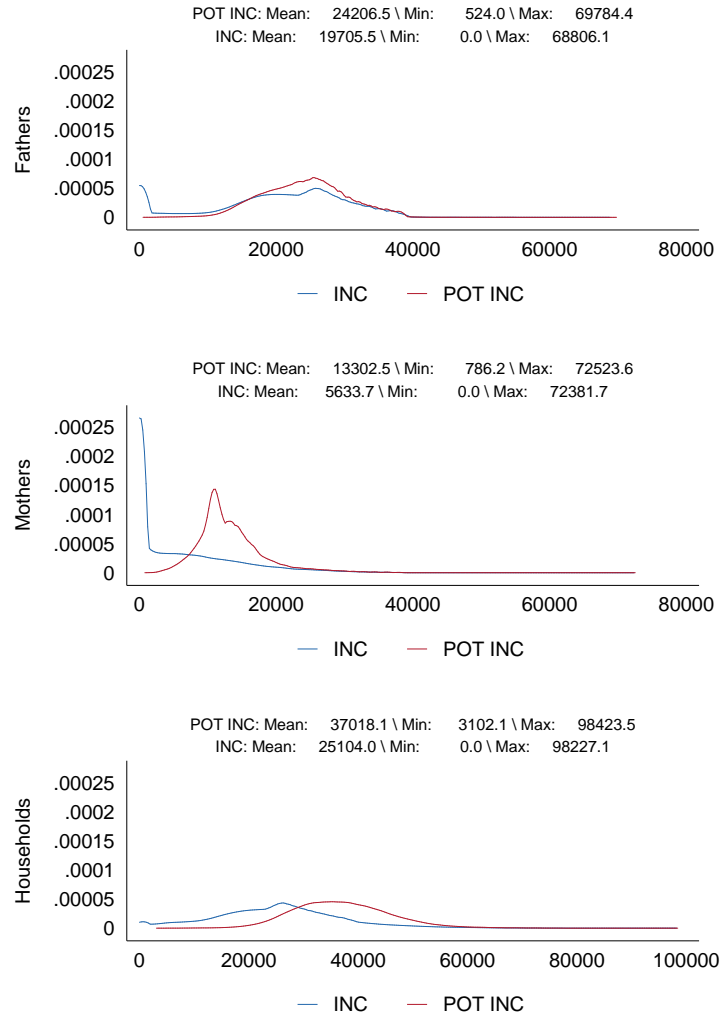 POT INC: Mean: 24206.5 \ Min: 524.0 \ Max: 69784.4
INC: Mean: 19705.5 \ Min: 0.0 \ Max: 68806.1
Fathers
.00025
.0002
.00015
.0001
.00005
0
0 20000 40000 60000 80000
INC POT INC
POT INC: Mean: 13302.5 \ Min: 786.2 \ Max: 72523.6
INC: Mean: 5633.7 \ Min: 0.0 \ Max: 72381.7
Mothers
.00025
.0002
.00015
.0001
.00005
0
0 20000 40000 60000 80000
INC POT INC
POT INC: Mean: 37018.1 \ Min: 3102.1 \ Max: 98423.5
INC: Mean: 25104.0 \ Min: 0.0 \ Max: 98227.1
Households
.00025
.0002
.00015
.0001
.00005
0
0 20000 40000 60000 80000 100000
INC POT INC